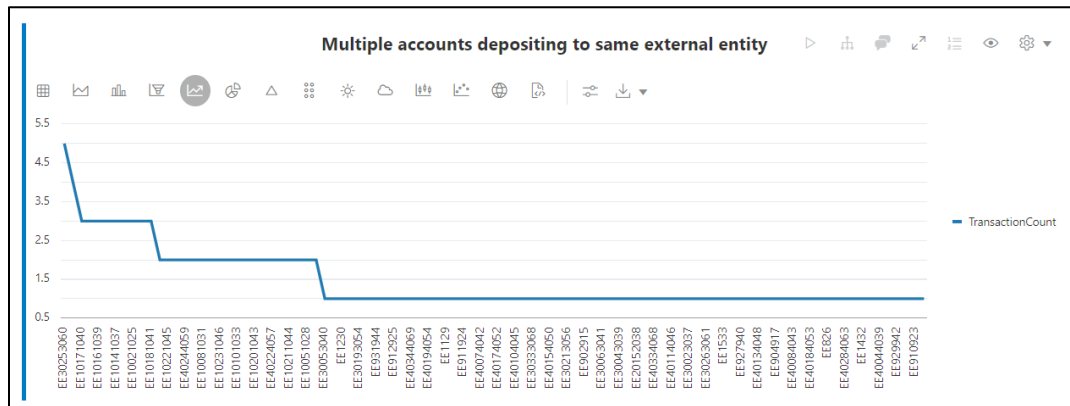 Multiple accounts depositing to same external entity
5.5
4.5
3.5
2.5
1.5
0.5
TransactionCount
EE30253060
EE10171040
EE10161039
EE10141037
EE10021025
EE10181041
EE10221045
EE40244059
EE10081031
EE10231046
EE10101033
EE10201043
EE40224057
EE10211044
EE10051028
EE30053040
EE1230
EE30193054
EE931944
EE912925
EE40344069
EE40194054
EE1129
EE911924
EE40074042
EE40174052
EE40104045
EE30333068
EE40154050
EE30213056
EE902915
EE30063041
EE30043039
EE20152038
EE40334068
EE40114046
EE30023037
EE30263061
EE1533
EE927940
EE40134048
EE904917
EE40084043
EE40184053
EE826
EE40284063
EE1432
EE40044039
EE929942
EE910923